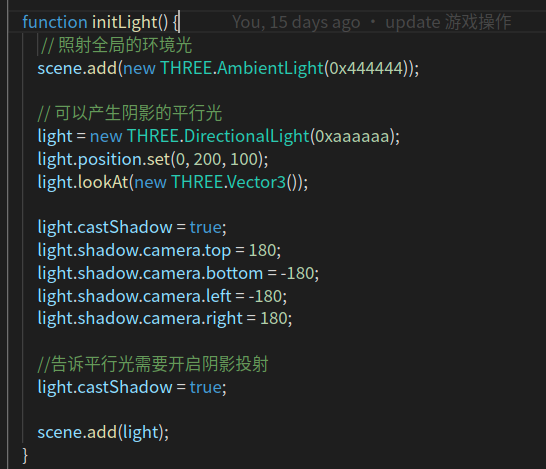 function initLight() { You, 15 days ago • update 游戏操作
// 照射全局的环境光
scene.add(new THREE.AmbientLight(0x444444));
// 可以产生阴影的平行光
light = new THREE.DirectionalLight(0xaaaaaa);
light.position.set(0, 200, 100);
light.lookAt(new THREE.Vector3());
light.castShadow = true;
light.shadow.camera.top = 180;
light.shadow.camera.bottom = -180;
light.shadow.camera.left = -180;
light.shadow.camera.right = 180;
//告诉平行光需要开启阴影投射
light.castShadow = true;
scene.add(light);
}